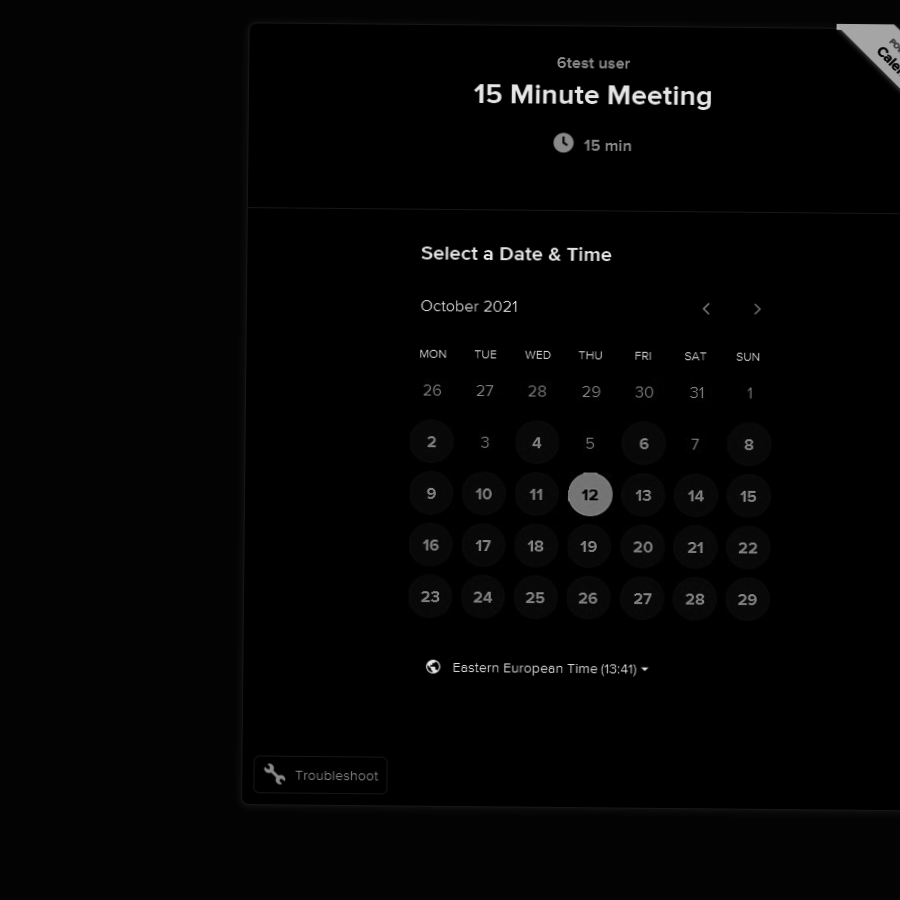 6test user
15 Minute Meeting
15 min
Select a Date & Time
October 2021
MON TUE WED THU FRI SAT SUN
26 27 28 29 30 31 1
2 3 4 5 6 7 8
9 10 11 12 13 14 15
16 17 18 19 20 21 22
23 24 25 26 27 28 29
Eastern European Time (13:41)
Troubleshoot